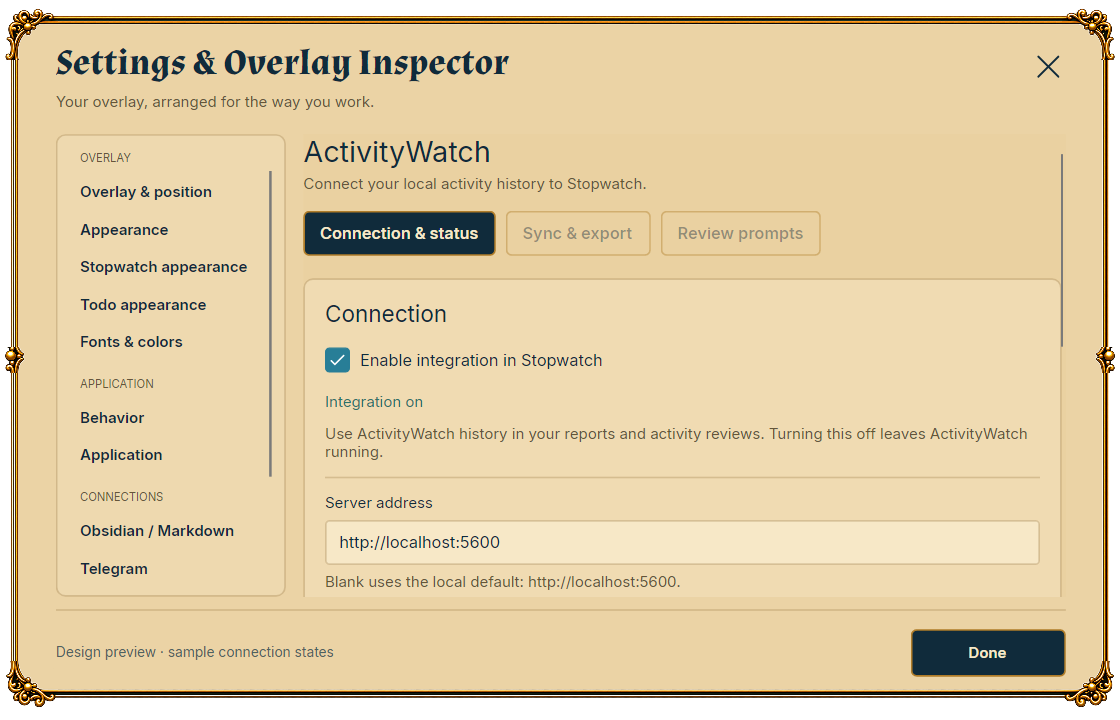 Settings & Overlay Inspector
Your overlay, arranged for the way you work.
OVERLAY
Overlay & position
Appearance
Stopwatch appearance
Todo appearance
Fonts & colors
APPLICATION
Behavior
Application
CONNECTIONS
Obsidian / Markdown
Telegram
ActivityWatch
Connect your local activity history to Stopwatch.
Connection & status
Sync & export
Review prompts
Connection
Enable integration in Stopwatch
Integration on
Use ActivityWatch history in your reports and activity reviews. Turning this off leaves ActivityWatch
running.
Server address
http://localhost:5600
Blank uses the local default: http://localhost:5600.
Design preview · sample connection states
Done